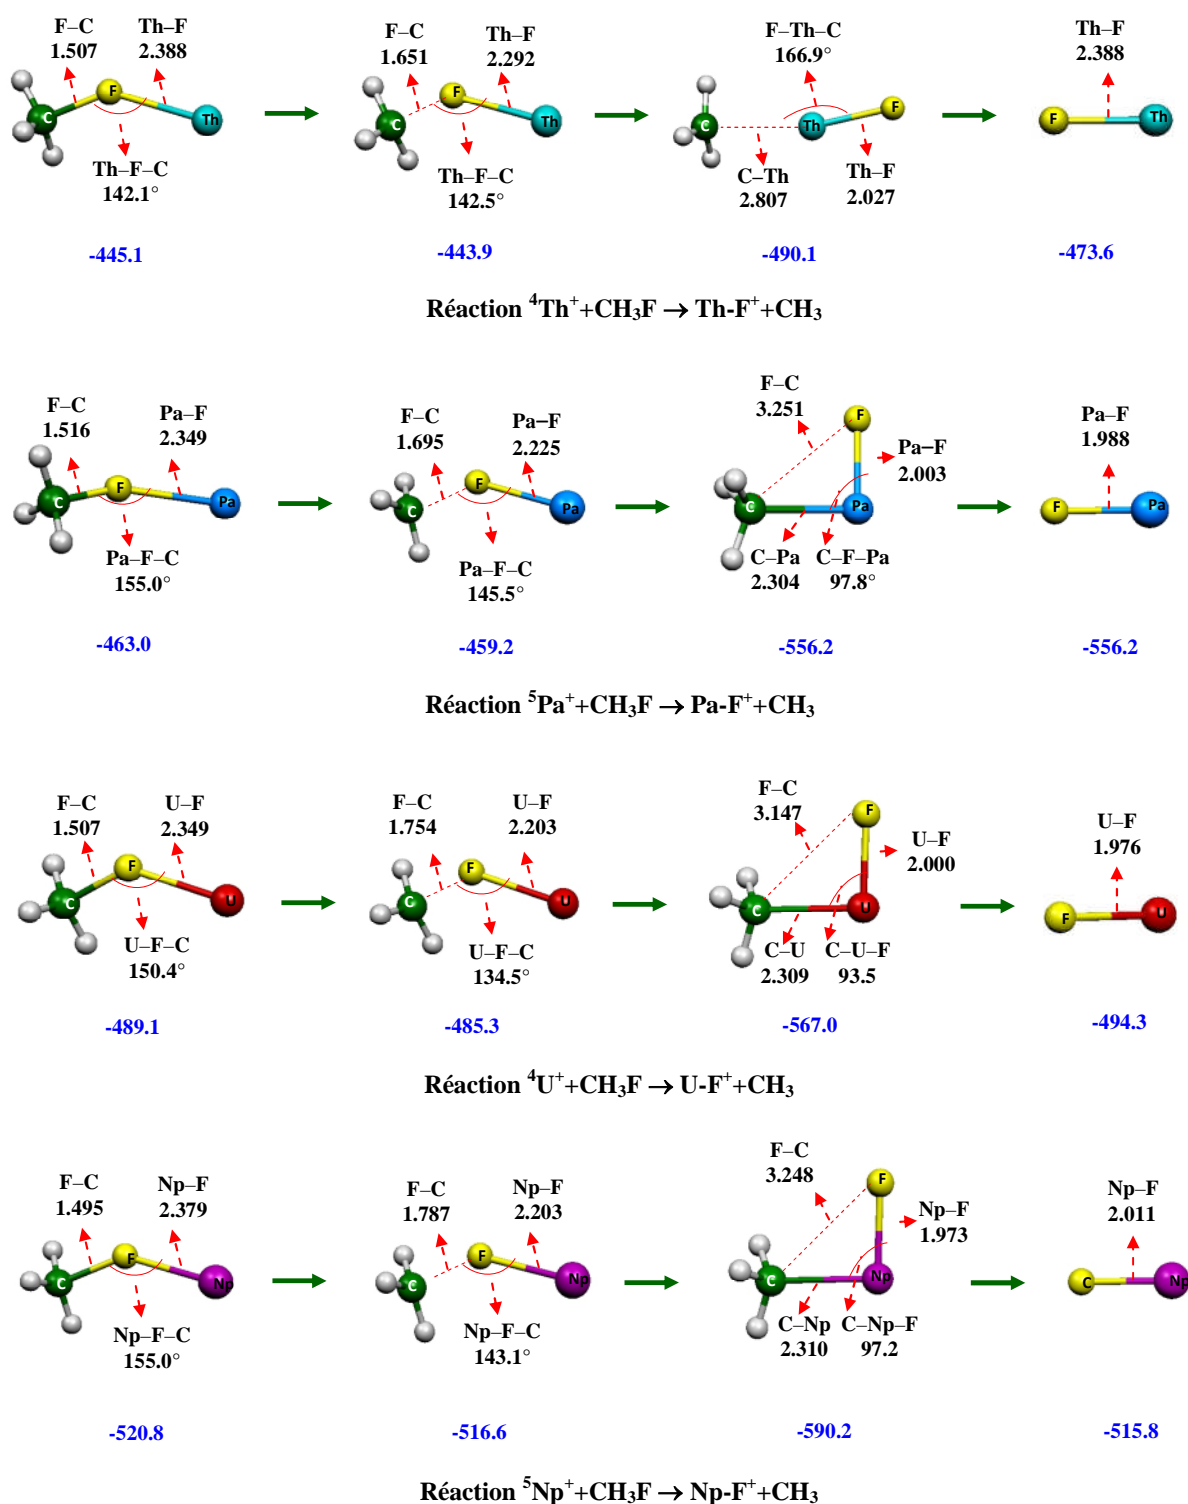 F–C Th–F F–C Th–F F–Th–C Th–F
1.507 2.388 1.651 2.292 166.9° 2.388
F F F
C Th C Th C Th F Th
Th–F–C Th–F–C C–Th Th–F
142.1° 142.5° 2.807 2.027
-445.1 -443.9 -490.1 -473.6
Réaction ⁴Th⁺+CH₃F → Th-F⁺+CH₃
F–C Pa–F F–C Pa–F F–C Pa–F
1.516 2.349 1.695 2.225 3.251 1.988
F F F Pa–F
2.003
C Pa C Pa C Pa F Pa
Pa–F–C Pa–F–C C–Pa C–F–Pa
155.0° 145.5° 2.304 97.8°
-463.0 -459.2 -556.2 -556.2
Réaction ⁵Pa⁺+CH₃F → Pa-F⁺+CH₃
F–C U–F F–C U–F F–C U–F
1.507 2.349 1.754 2.203 3.147 1.976
F F F U–F
2.000
C U C U C U F U
U–F–C U–F–C C–U C–U–F
150.4° 134.5° 2.309 93.5
-489.1 -485.3 -567.0 -494.3
Réaction ⁴U⁺+CH₃F → U-F⁺+CH₃
F–C Np–F F–C Np–F F–C Np–F
1.495 2.379 1.787 2.203 3.248 2.011
F F F Np–F
1.973
C Np C Np C Np C Np
Np–F–C Np–F–C C–Np C–Np–F
155.0° 143.1° 2.310 97.2
-520.8 -516.6 -590.2 -515.8
Réaction ⁵Np⁺+CH₃F → Np-F⁺+CH₃